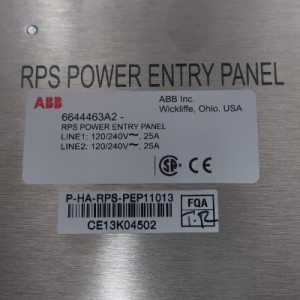 RPS POWER ENTRY PANEL
ABB
ABB Inc.
Wickliffe, Ohio, USA
6644463A2 -
RPS POWER ENTRY PANEL
LINE1: 120/240V~, 25A
LINE2: 120/240V~, 25A
P-HA-RPS-PEP11013
CE13K04502
FQA